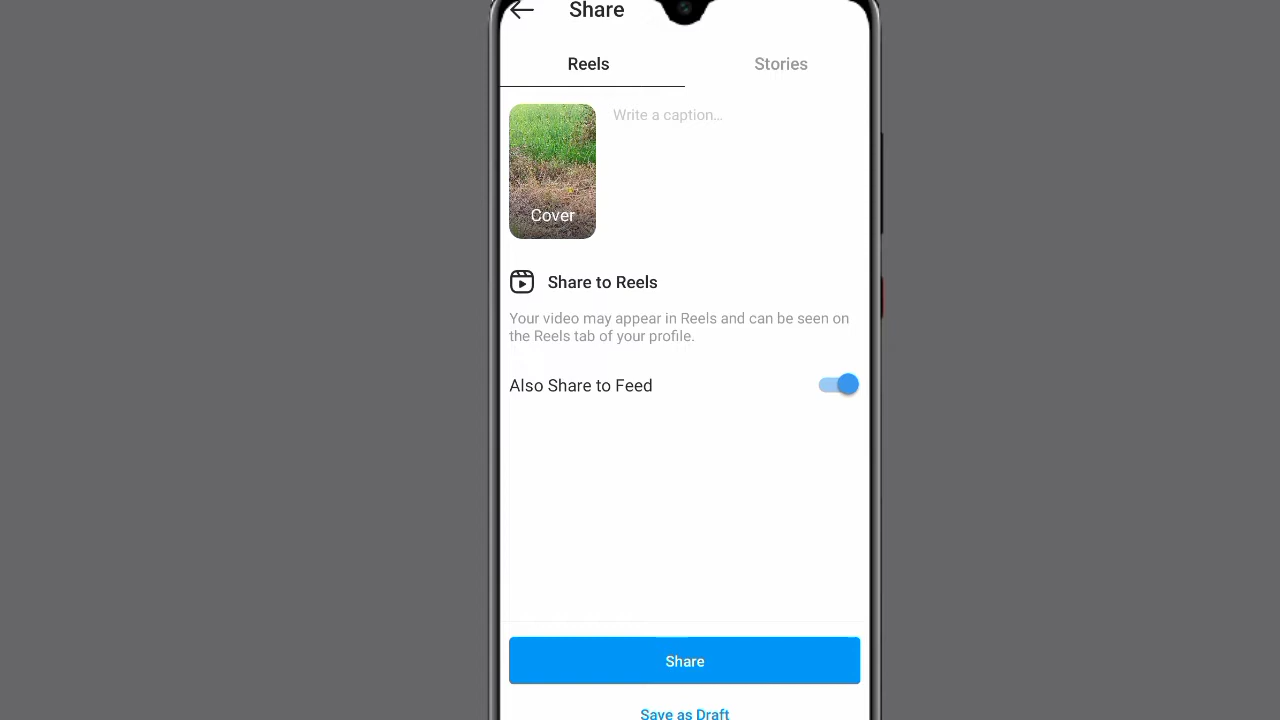 Share
Reels
Stories
Write a caption...
Cover
Share to Reels
Your video may appear in Reels and can be seen on
the Reels tab of your profile.
Also Share to Feed
Share
Save as Draft